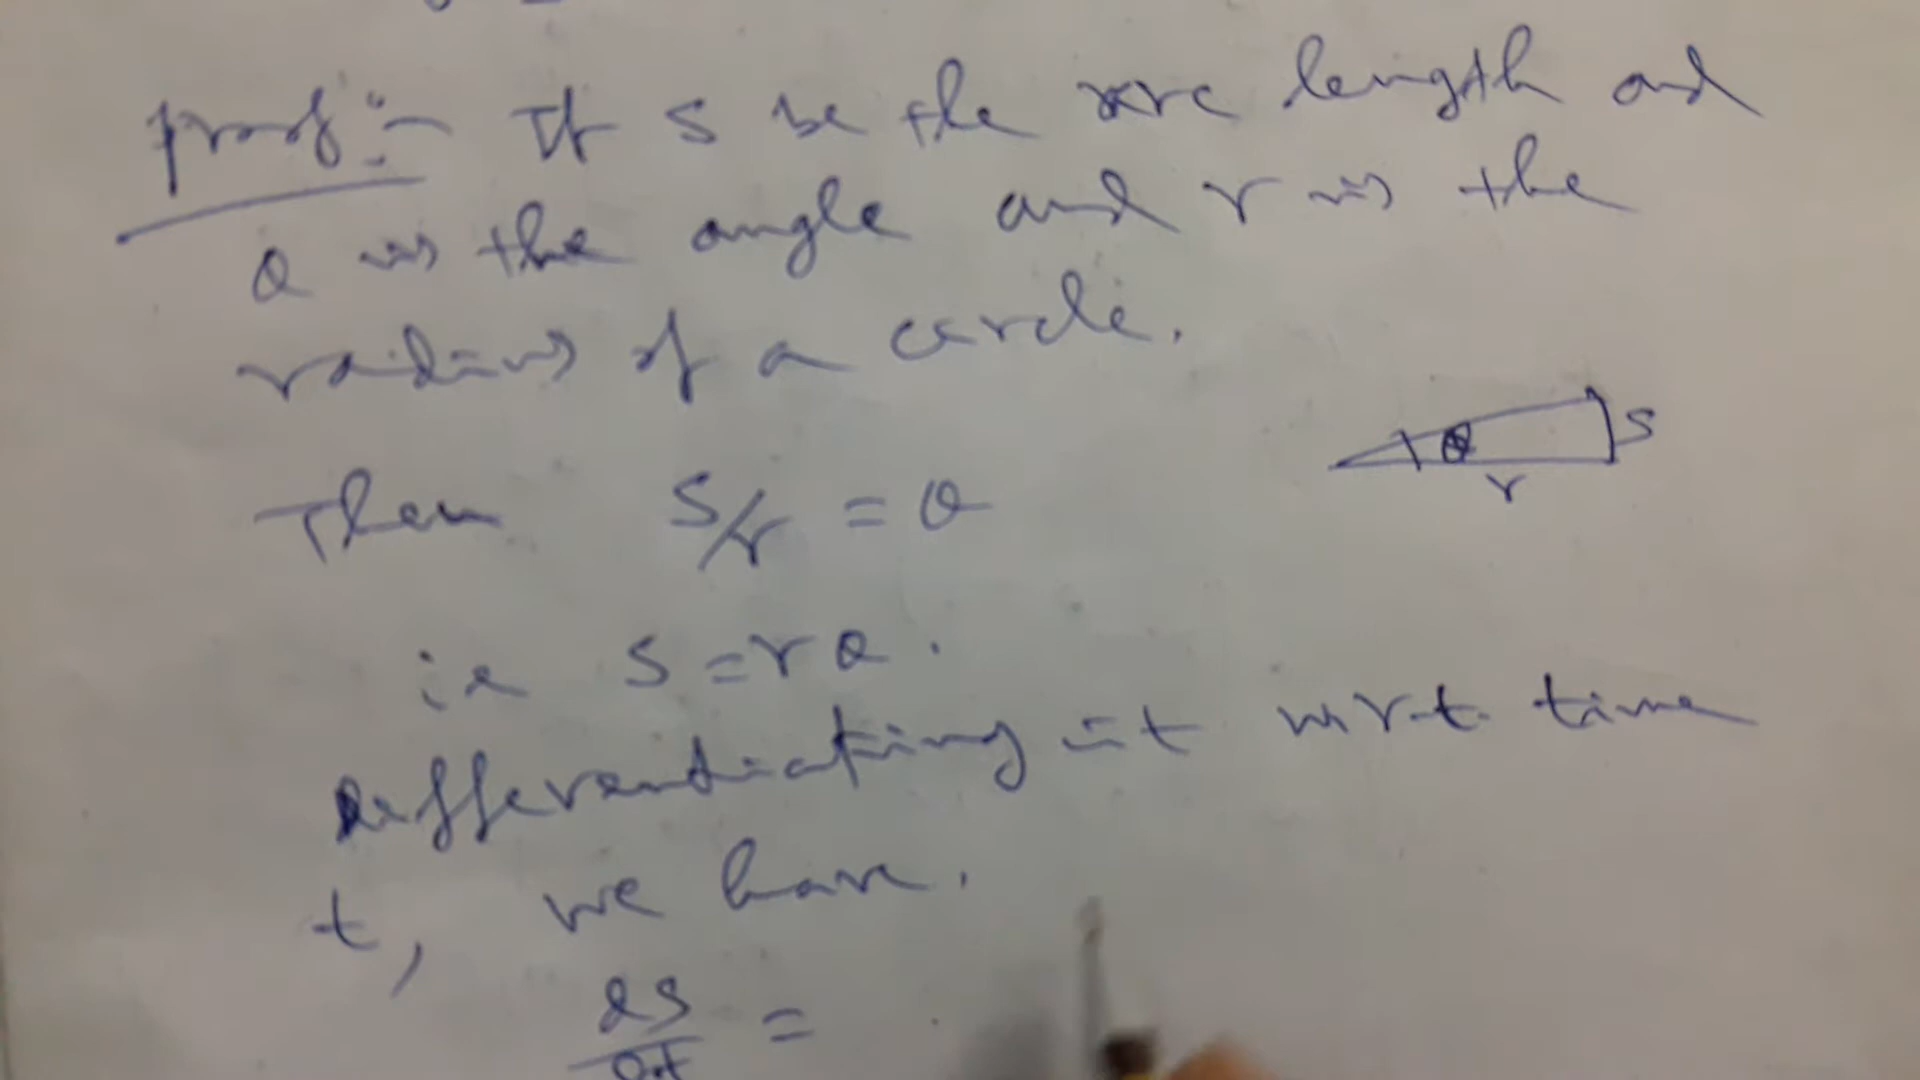 proof :- If s be the arc length and
θ is the angle and r is the
radius of a circle.
θ s
r
Then s/r = θ
ie s = rθ.
differentiating it w.r.t. time
t, we have.
ds/dt =